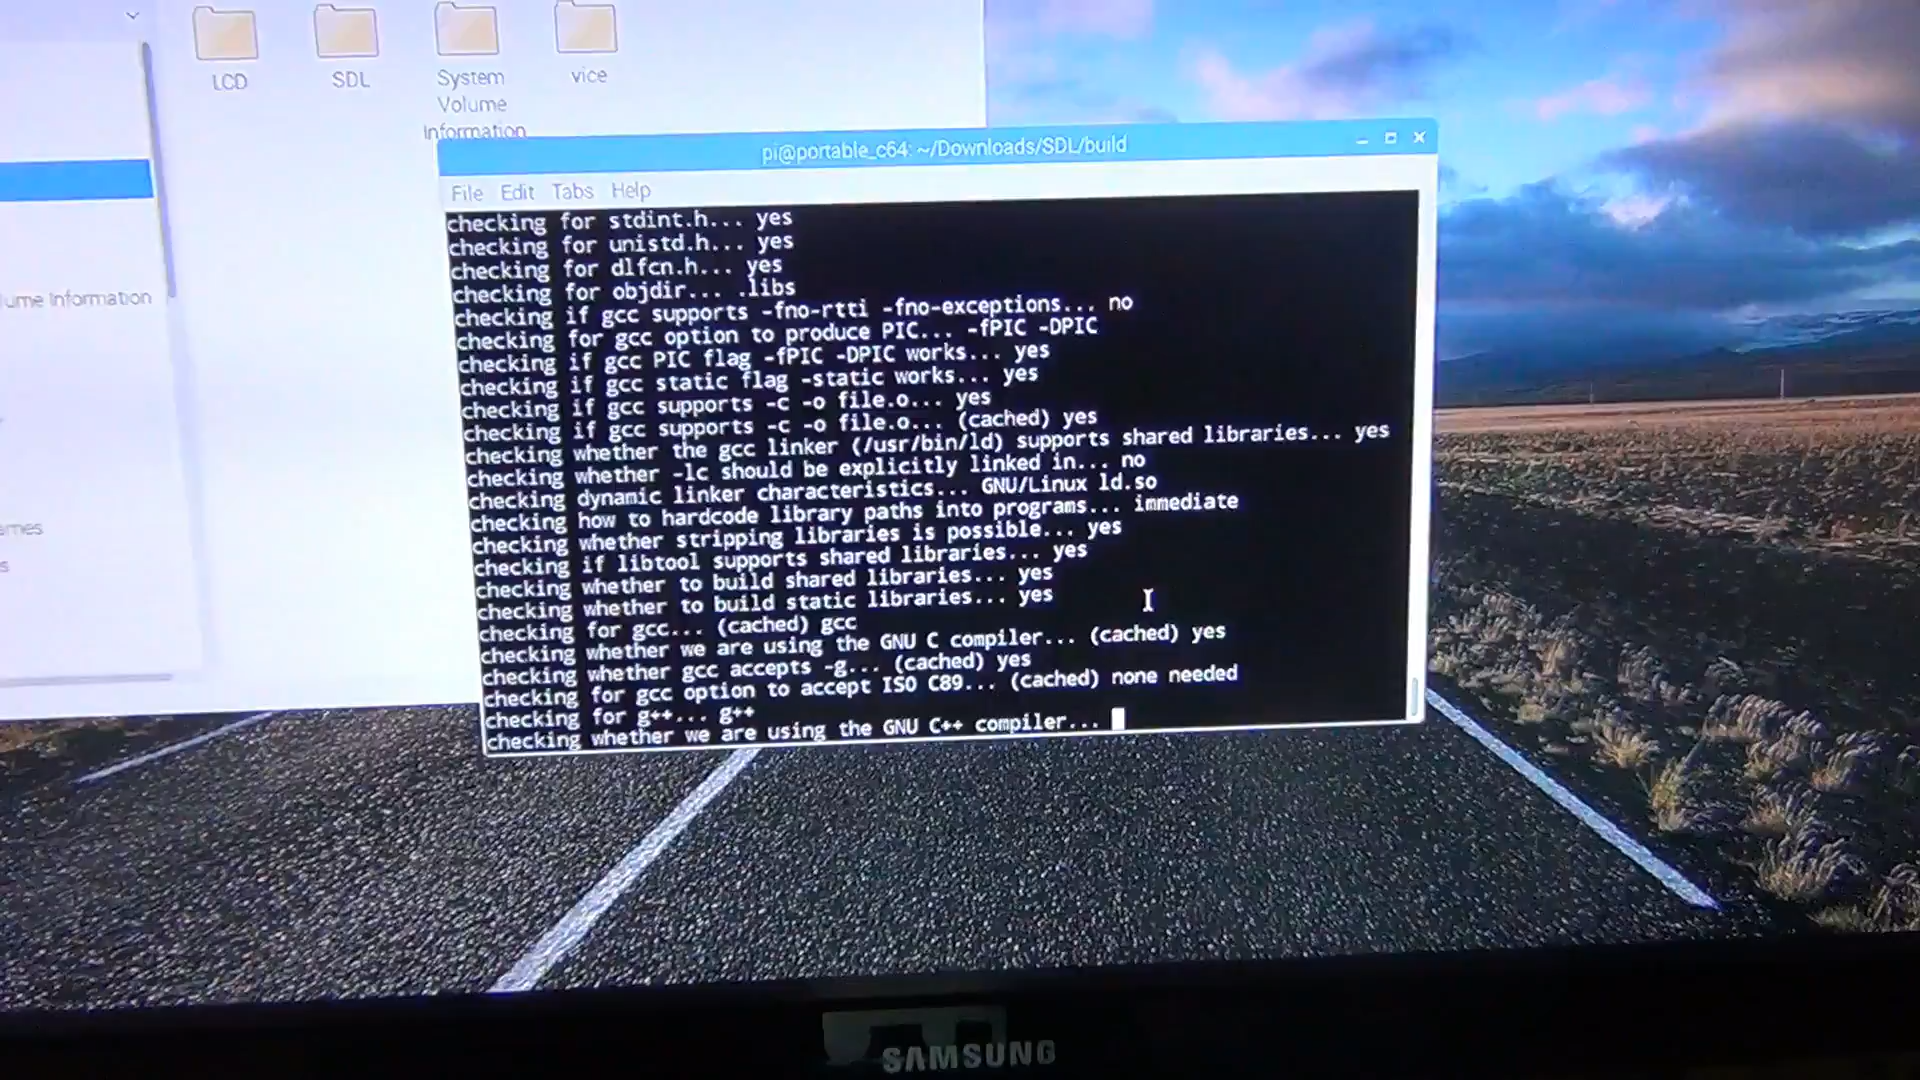 LCD
SDL
System
Volume
Information
vice
ume Information
ames
s
pi@portable_c64: ~/Downloads/SDL/build
File Edit Tabs Help
checking for stdint.h... yes
checking for unistd.h... yes
checking for dlfcn.h... yes
checking for objdir... .libs
checking if gcc supports -fno-rtti -fno-exceptions... no
checking for gcc option to produce PIC... -fPIC -DPIC
checking if gcc PIC flag -fPIC -DPIC works... yes
checking if gcc static flag -static works... yes
checking if gcc supports -c -o file.o... yes
checking if gcc supports -c -o file.o... (cached) yes
checking whether the gcc linker (/usr/bin/ld) supports shared libraries... yes
checking whether -lc should be explicitly linked in... no
checking dynamic linker characteristics... GNU/Linux ld.so
checking how to hardcode library paths into programs... immediate
checking whether stripping libraries is possible... yes
checking if libtool supports shared libraries... yes
checking whether to build shared libraries... yes
checking whether to build static libraries... yes
checking for gcc... (cached) gcc
checking whether we are using the GNU C compiler... (cached) yes
checking whether gcc accepts -g... (cached) yes
checking for gcc option to accept ISO C89... (cached) none needed
checking for g++... g++
checking whether we are using the GNU C++ compiler...
SAMSUNG